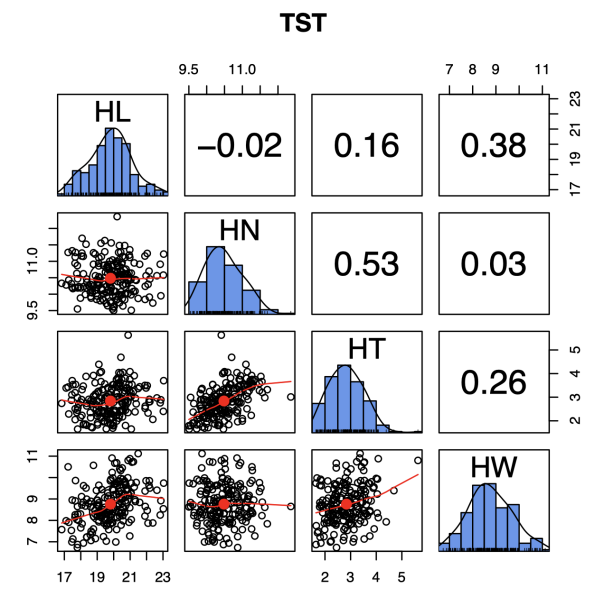 TST
9.5 11.0 7 8 9 11
HL −0.02 0.16 0.38 17 19 21 23
9.5 11.0 HN 0.53 0.03
HT 0.26 2 3 4 5
7 8 9 11 HW
17 19 21 23 2 3 4 5